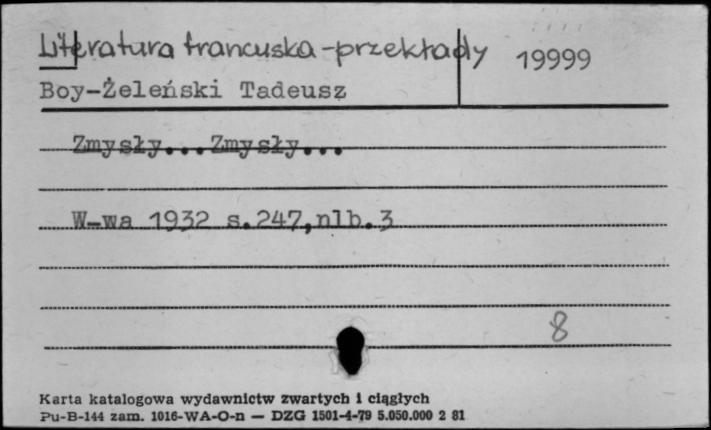 Literatura francuska-przekłady 19999
Boy-Żeleński Tadeusz
Zmysły...Zmysły...
W-wa 1932 s.247,nlb.3
8
Karta katalogowa wydawnictw zwartych i ciągłych
Pu-B-144 zam. 1016-WA-O-n — DZG 1501-4-79 5.050.000 2 81